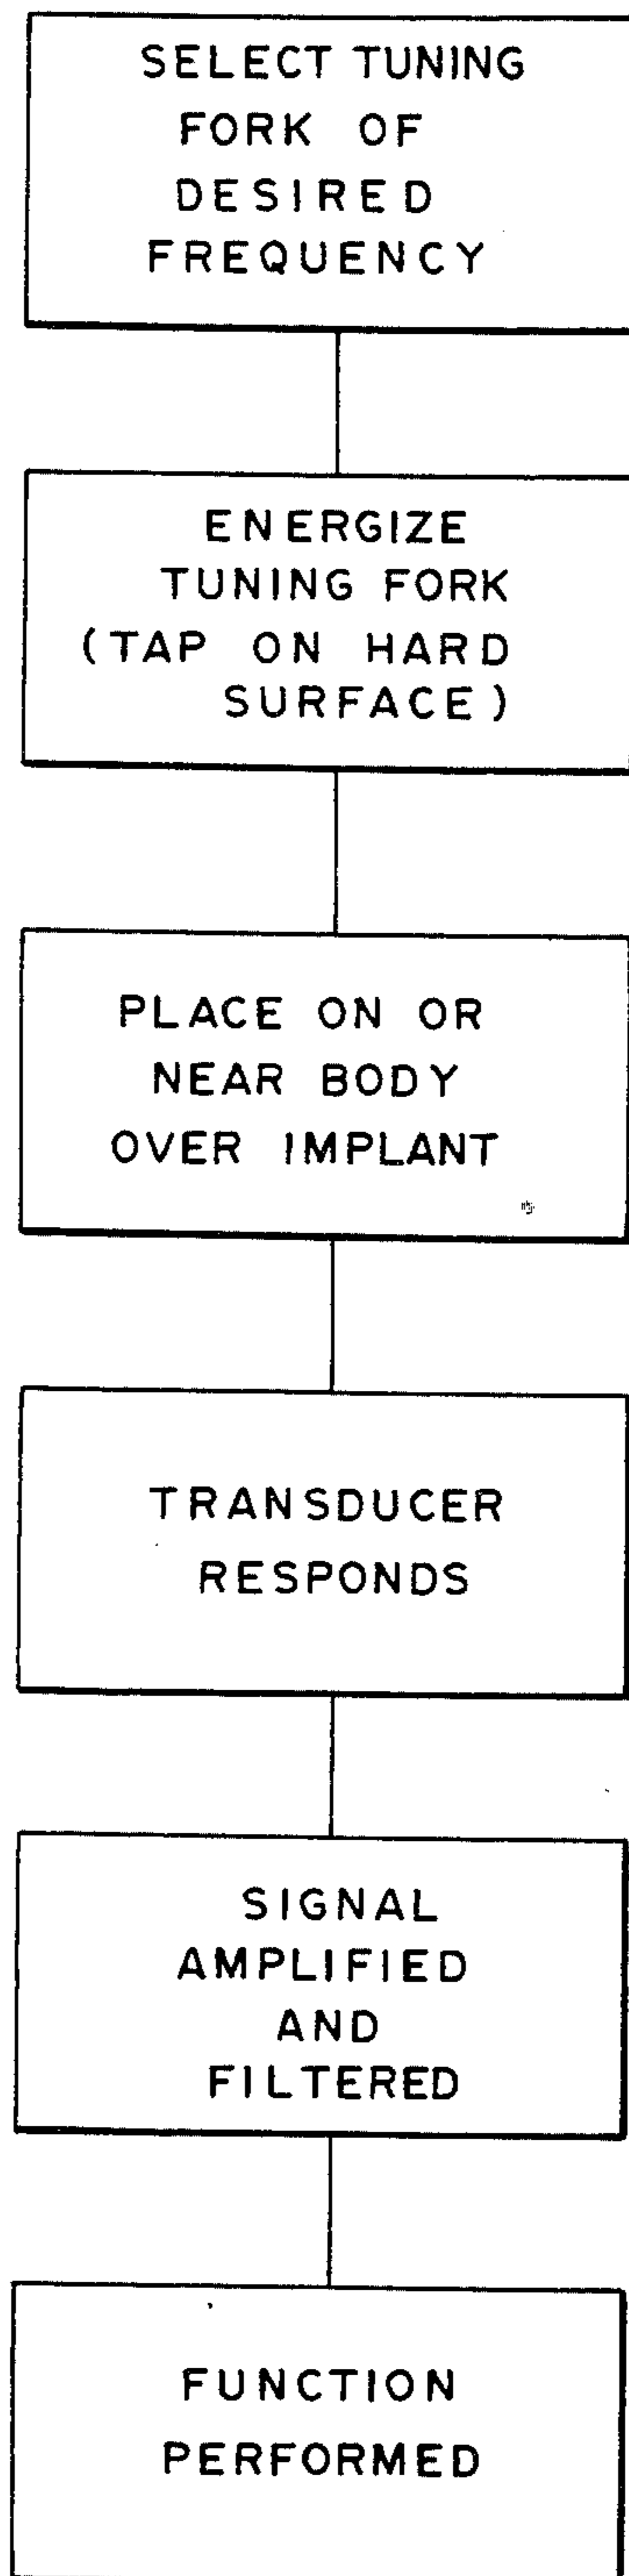 SELECT TUNING
FORK OF
DESIRED
FREQUENCY
ENERGIZE
TUNING FORK
(TAP ON HARD
SURFACE)
PLACE ON OR
NEAR BODY
OVER IMPLANT
TRANSDUCER
RESPONDS
SIGNAL
AMPLIFIED
AND
FILTERED
FUNCTION
PERFORMED